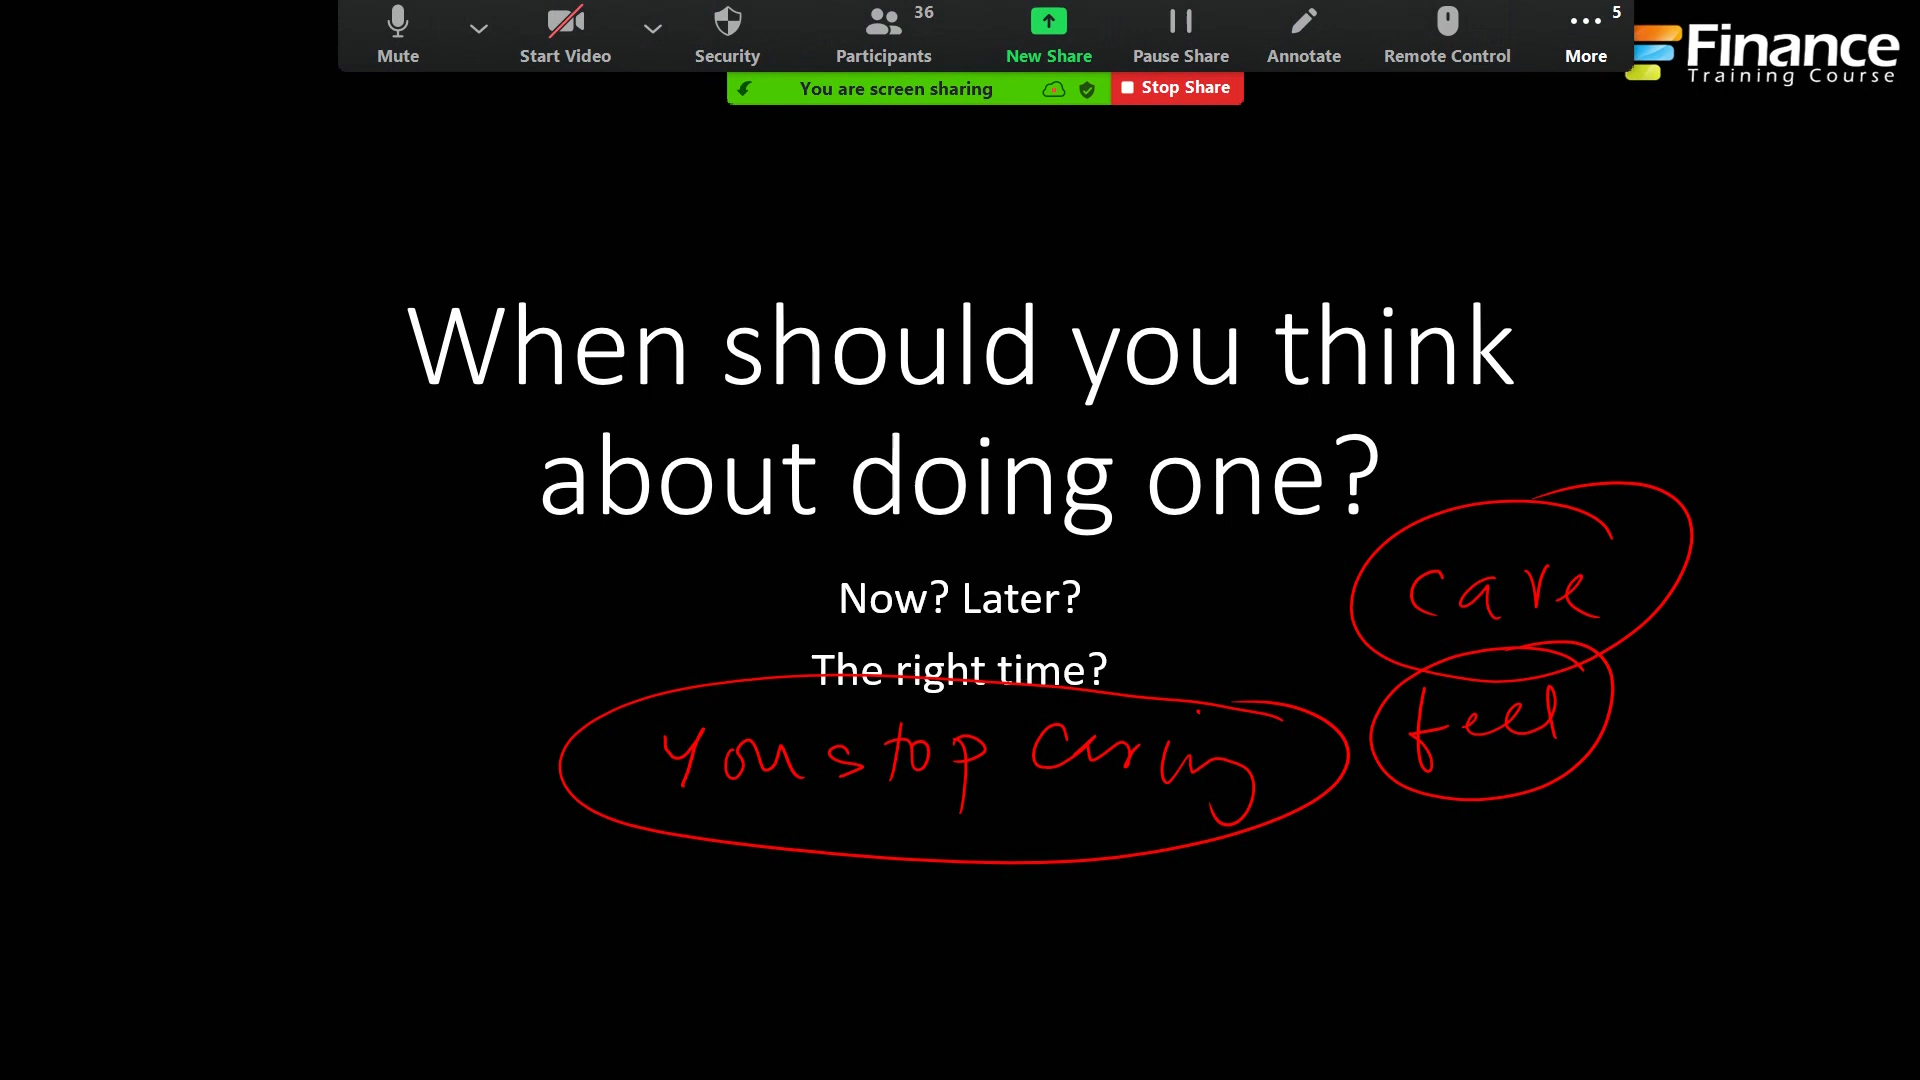 36
5
Mute
Start Video
Security
Participants
New Share
Pause Share
Annotate
Remote Control
More
Finance
Training Course
You are screen sharing
Stop Share
When should you think
about doing one?
Now? Later?
care
The right time?
feel
You stop caring